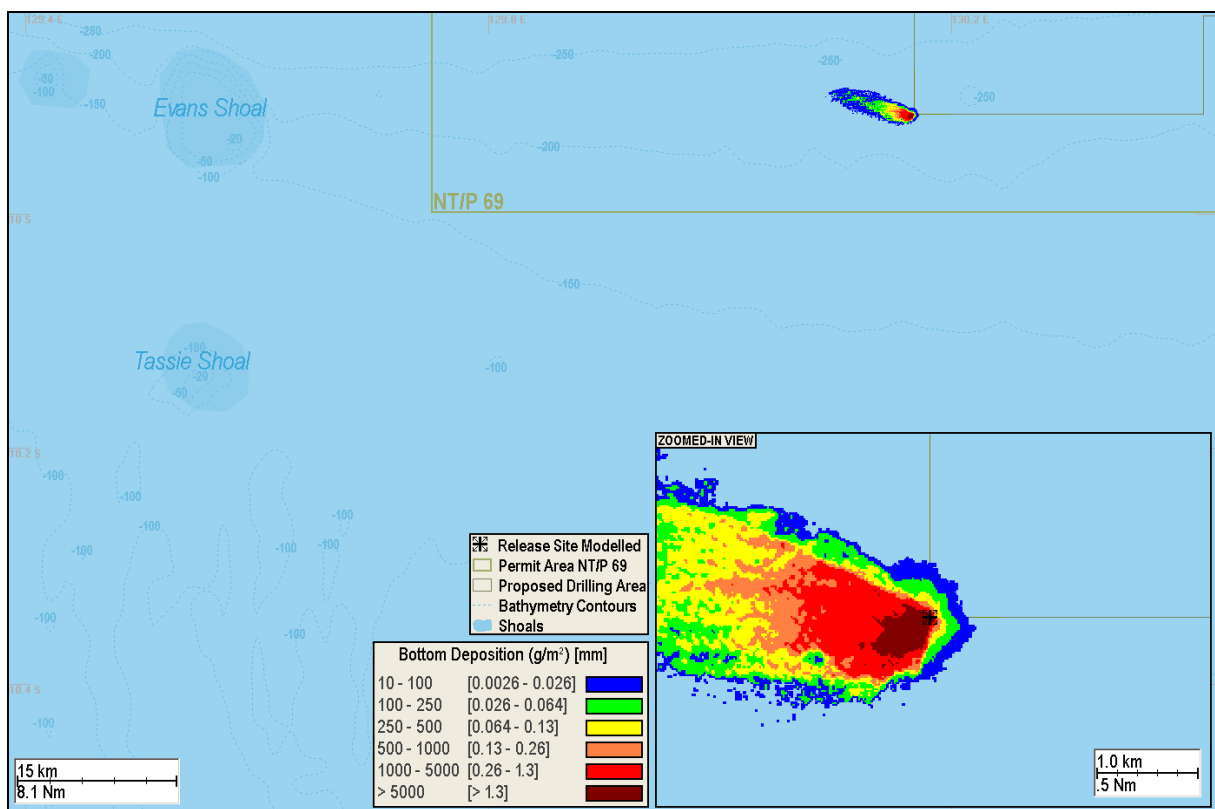 129.4 E
129.8 E
130.2 E
-250
-200
-50
-100
-150
Evans Shoal
-20
-50
-100
-250
-250
-250
-200
NT/P 69
10 S
-150
-100
Tassie Shoal
-100
-20
-50
10.2 S
-100
-100
-100
-100
-100
-100
-100
-100
-100
10.4 S
-100
15 km
8.1 Nm
Release Site Modelled
Permit Area NT/P 69
Proposed Drilling Area
Bathymetry Contours
Shoals
Bottom Deposition (g/m²) [mm]
10 - 100 [0.0026 - 0.026]
100 - 250 [0.026 - 0.064]
250 - 500 [0.064 - 0.13]
500 - 1000 [0.13 - 0.26]
1000 - 5000 [0.26 - 1.3]
> 5000 [> 1.3]
ZOOMED-IN VIEW
1.0 km
.5 Nm